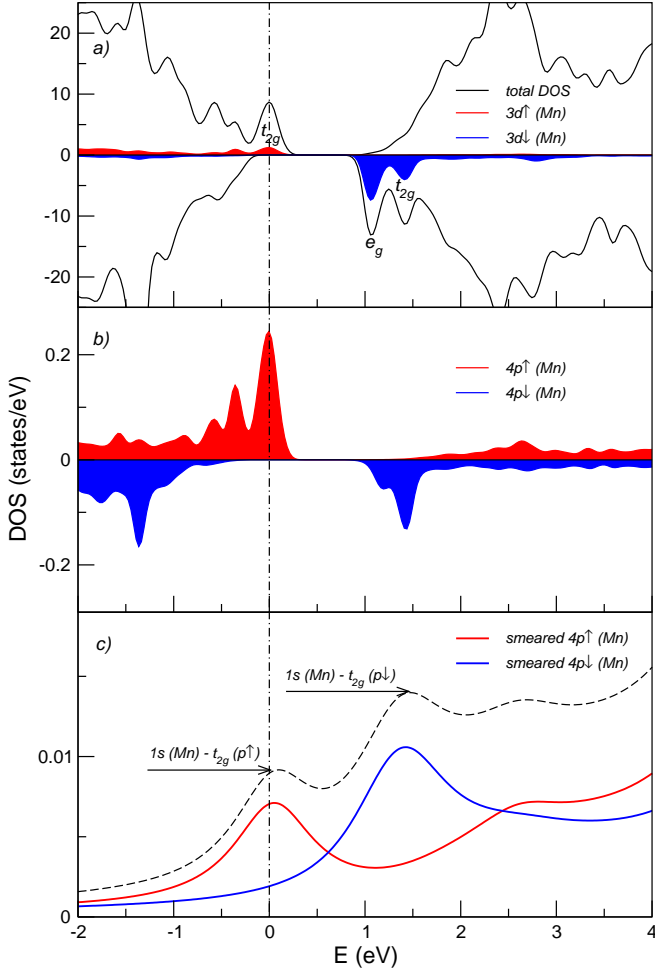 a)
20
10
0
-10
-20
total DOS
3d↑ (Mn)
3d↓ (Mn)
t2g
t2g
eg
b)
0.2
0
-0.2
4p↑ (Mn)
4p↓ (Mn)
DOS (states/eV)
c)
0.01
0
smeared 4p↑ (Mn)
smeared 4p↓ (Mn)
1s (Mn) - t2g (p↓)
1s (Mn) - t2g (p↑)
-2 -1 0 1 2 3 4
E (eV)